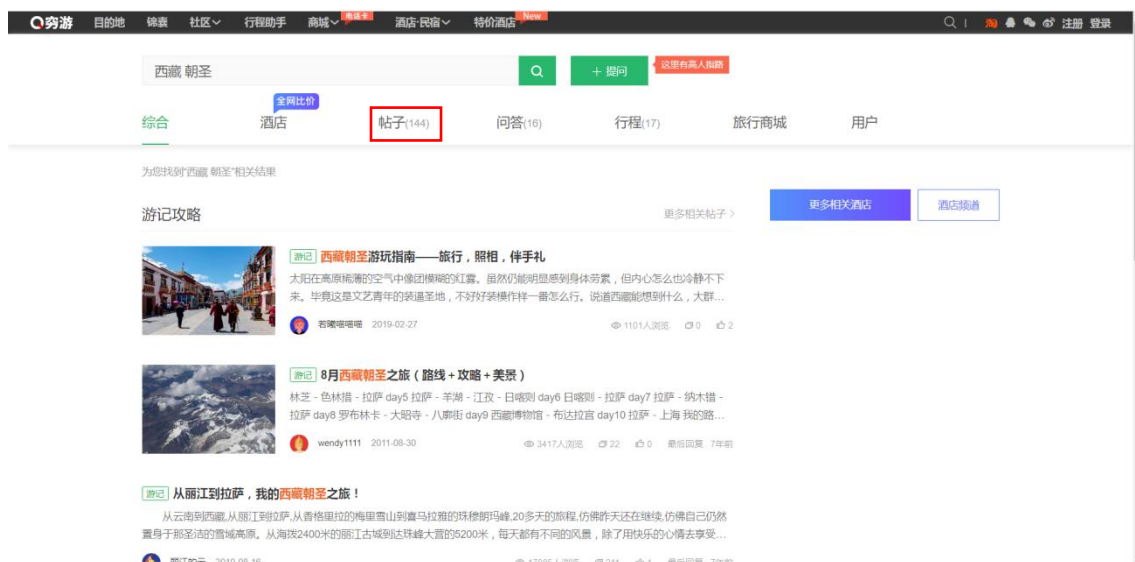 穷游 目的地 锦囊 社区 行程助手 商城 电话卡 酒店·民宿 特价酒店 New 注册 登录
西藏 朝圣 + 提问 这里有高人指路
全网比价
综合 酒店 帖子(144) 问答(16) 行程(17) 旅行商城 用户
为您找到"西藏 朝圣"相关结果
更多相关酒店 酒店频道
游记攻略 更多相关帖子 >
游记 西藏朝圣游玩指南——旅行，照相，伴手礼
太阳在高原稀薄的空气中像团模糊的红霞。虽然仍能明显感到身体劳累，但内心怎么也冷静不下
来。毕竟这是文艺青年的装逼圣地，不好好装模作样一番怎么行。说道西藏能想到什么，大群...
若曦喵喵喵 2019-02-27 1101人浏览 0 2
游记 8月西藏朝圣之旅（路线+攻略+美景）
林芝 - 色林措 - 拉萨 day5 拉萨 - 羊湖 - 江孜 - 日喀则 day6 日喀则 - 拉萨 day7 拉萨 - 纳木错 -
拉萨 day8 罗布林卡 - 大昭寺 - 八廓街 day9 西藏博物馆 - 布达拉宫 day10 拉萨 - 上海 我的路...
wendy1111 2011-08-30 3417人浏览 22 0 最后回复 7年前
游记 从丽江到拉萨，我的西藏朝圣之旅！
从云南到西藏,从丽江到拉萨,从香格里拉的梅里雪山到喜马拉雅的珠穆朗玛峰,20多天的旅程,仿佛昨天还在继续,仿佛自己仍然
置身于那圣洁的雪域高原。从海拨2400米的丽江古城到达珠峰大营的5200米，每天都有不同的风景，除了用快乐的心情去享受...